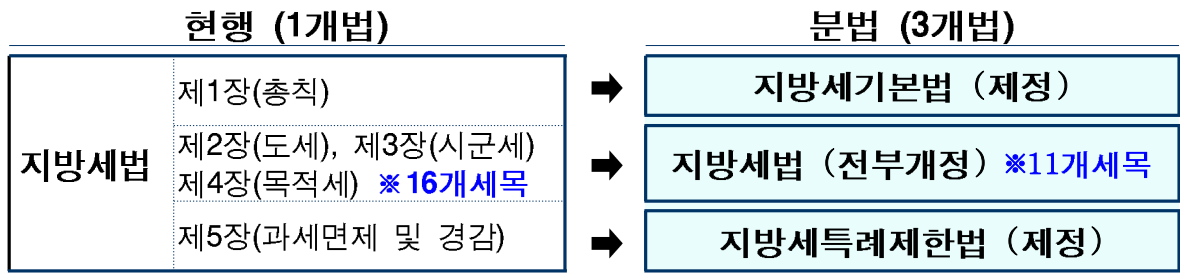 현행 (1개법)
분법 (3개법)
지방세법
제1장(총칙)
➡
지방세기본법 (제정)
제2장(도세), 제3장(시군세)
제4장(목적세) ※16개세목
➡
지방세법 (전부개정) ※11개세목
제5장(과세면제 및 경감)
➡
지방세특례제한법 (제정)